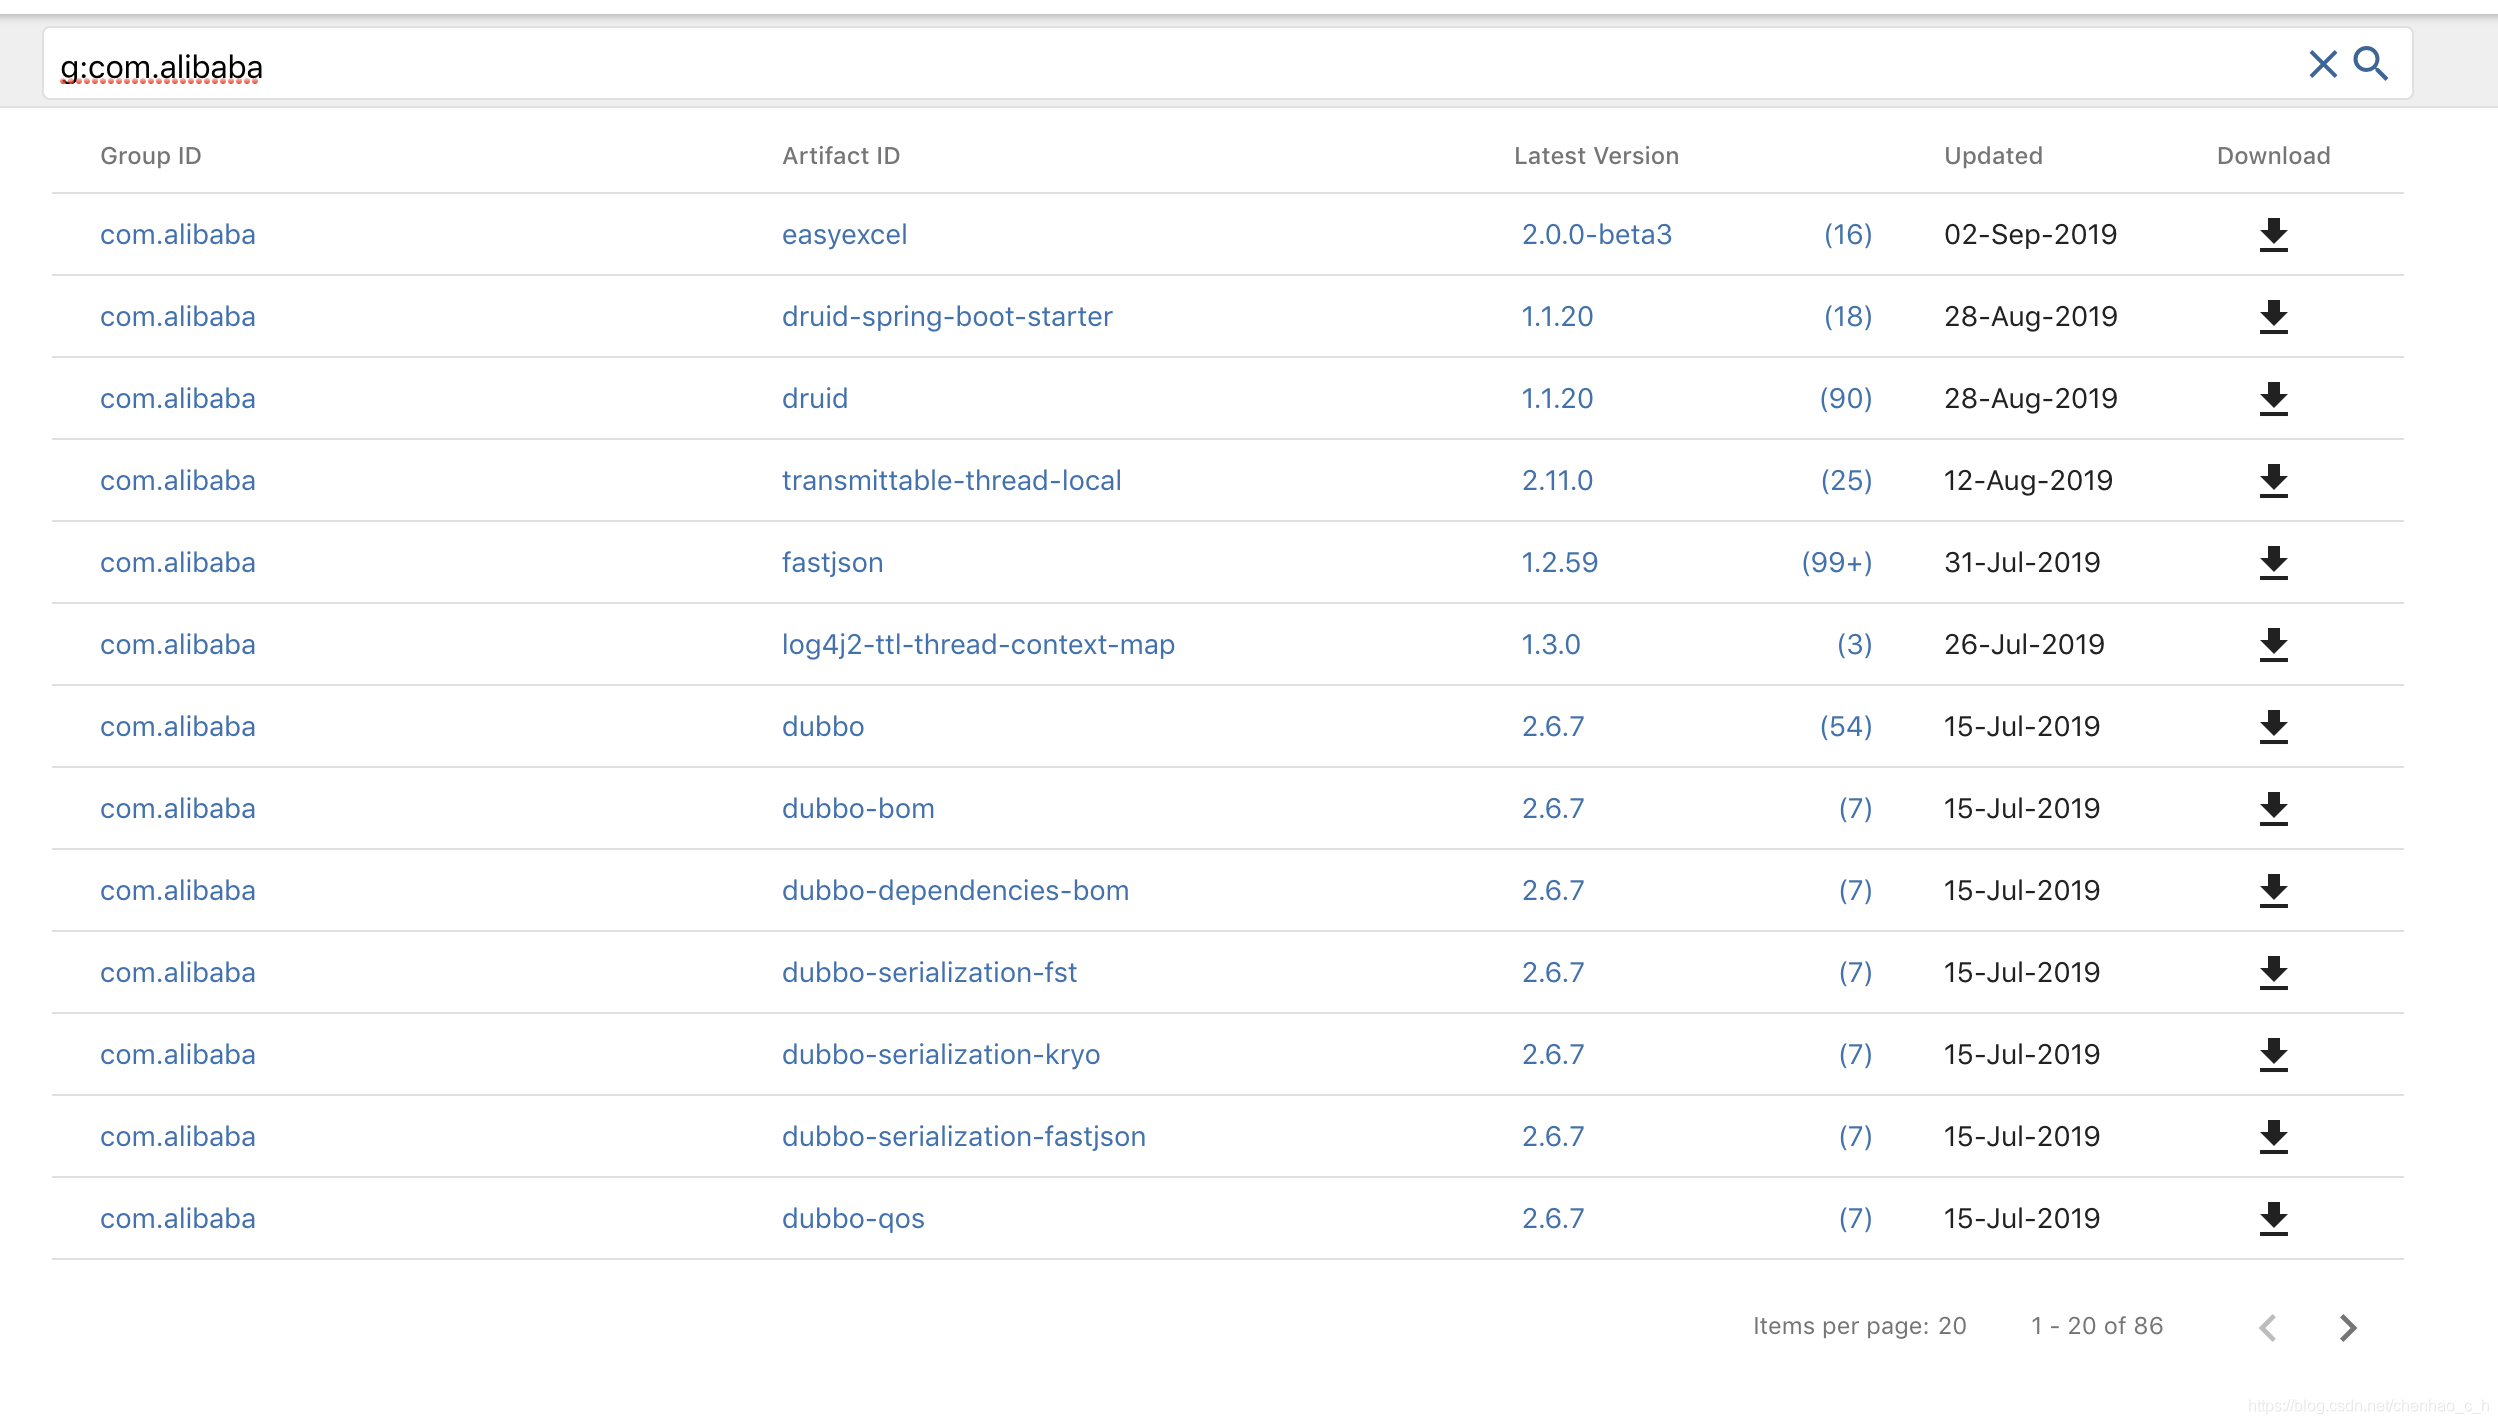 g:com.alibaba
Group ID Artifact ID Latest Version Updated Download
com.alibaba easyexcel 2.0.0-beta3 (16) 02-Sep-2019
com.alibaba druid-spring-boot-starter 1.1.20 (18) 28-Aug-2019
com.alibaba druid 1.1.20 (90) 28-Aug-2019
com.alibaba transmittable-thread-local 2.11.0 (25) 12-Aug-2019
com.alibaba fastjson 1.2.59 (99+) 31-Jul-2019
com.alibaba log4j2-ttl-thread-context-map 1.3.0 (3) 26-Jul-2019
com.alibaba dubbo 2.6.7 (54) 15-Jul-2019
com.alibaba dubbo-bom 2.6.7 (7) 15-Jul-2019
com.alibaba dubbo-dependencies-bom 2.6.7 (7) 15-Jul-2019
com.alibaba dubbo-serialization-fst 2.6.7 (7) 15-Jul-2019
com.alibaba dubbo-serialization-kryo 2.6.7 (7) 15-Jul-2019
com.alibaba dubbo-serialization-fastjson 2.6.7 (7) 15-Jul-2019
com.alibaba dubbo-qos 2.6.7 (7) 15-Jul-2019
Items per page: 20 1 - 20 of 86
https://blog.csdn.net/chenhao_c_h